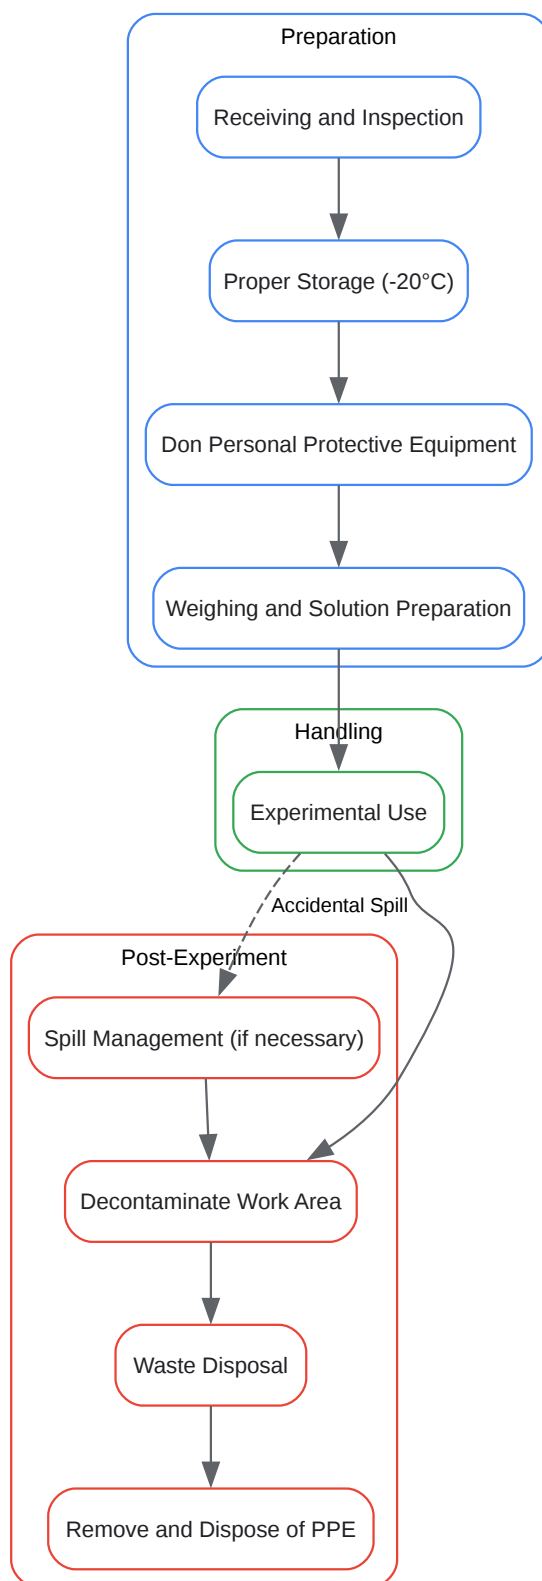 Preparation
Receiving and Inspection
Proper Storage (-20°C)
Don Personal Protective Equipment
Weighing and Solution Preparation
Handling
Experimental Use
Accidental Spill
Post-Experiment
Spill Management (if necessary)
Decontaminate Work Area
Waste Disposal
Remove and Dispose of PPE